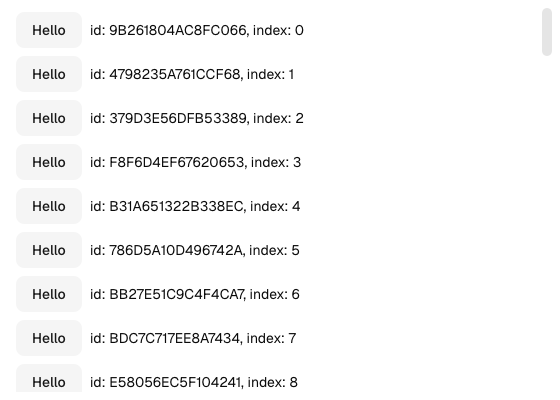 Hello id: 9B261804AC8FC066, index: 0
Hello id: 4798235A761CCF68, index: 1
Hello id: 379D3E56DFB53389, index: 2
Hello id: F8F6D4EF67620653, index: 3
Hello id: B31A651322B338EC, index: 4
Hello id: 786D5A10D496742A, index: 5
Hello id: BB27E51C9C4F4CA7, index: 6
Hello id: BDC7C717EE8A7434, index: 7
Hello id: E58056EC5F104241, index: 8